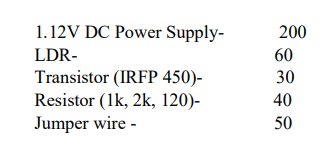 1.12V DC Power Supply- 200
LDR- 60
Transistor (IRFP 450)- 30
Resistor (1k, 2k, 120)- 40
Jumper wire - 50